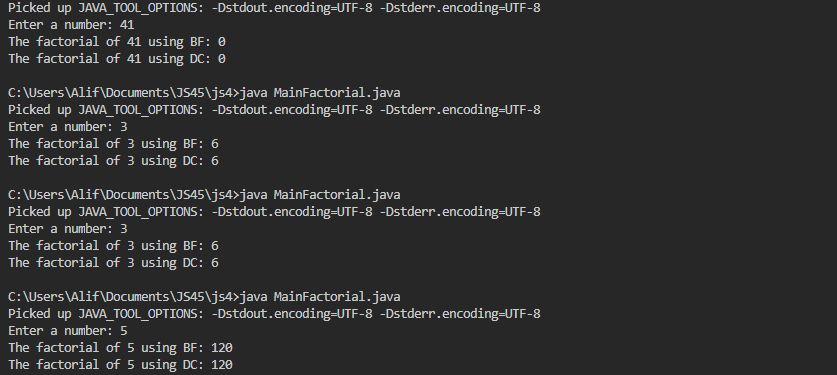 Picked up JAVA_TOOL_OPTIONS: -Dstdout.encoding=UTF-8 -Dstderr.encoding=UTF-8
Enter a number: 41
The factorial of 41 using BF: 0
The factorial of 41 using DC: 0
C:\Users\Alif\Documents\JS45\js4>java MainFactorial.java
Picked up JAVA_TOOL_OPTIONS: -Dstdout.encoding=UTF-8 -Dstderr.encoding=UTF-8
Enter a number: 3
The factorial of 3 using BF: 6
The factorial of 3 using DC: 6
C:\Users\Alif\Documents\JS45\js4>java MainFactorial.java
Picked up JAVA_TOOL_OPTIONS: -Dstdout.encoding=UTF-8 -Dstderr.encoding=UTF-8
Enter a number: 3
The factorial of 3 using BF: 6
The factorial of 3 using DC: 6
C:\Users\Alif\Documents\JS45\js4>java MainFactorial.java
Picked up JAVA_TOOL_OPTIONS: -Dstdout.encoding=UTF-8 -Dstderr.encoding=UTF-8
Enter a number: 5
The factorial of 5 using BF: 120
The factorial of 5 using DC: 120